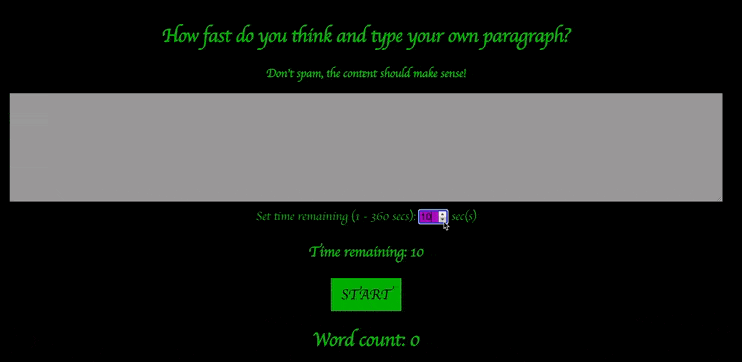 How fast do you think and type your own paragraph?
Don't spam, the content should make sense!
Set time remaining (1 - 360 secs): 10 sec(s)
Time remaining: 10
START
Word count: 0